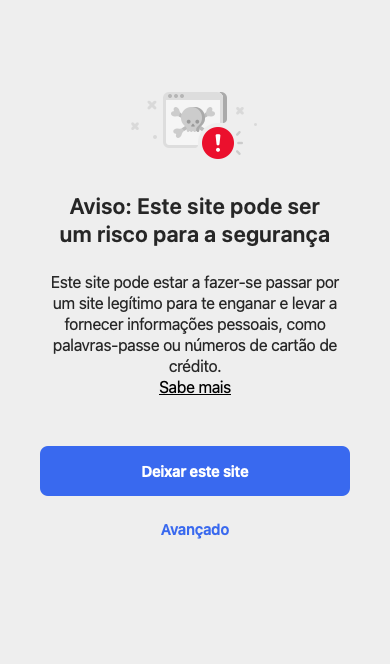 Aviso: Este site pode ser
um risco para a segurança
Este site pode estar a fazer-se passar por
um site legítimo para te enganar e levar a
fornecer informações pessoais, como
palavras-passe ou números de cartão de
crédito.
Sabe mais
Deixar este site
Avançado